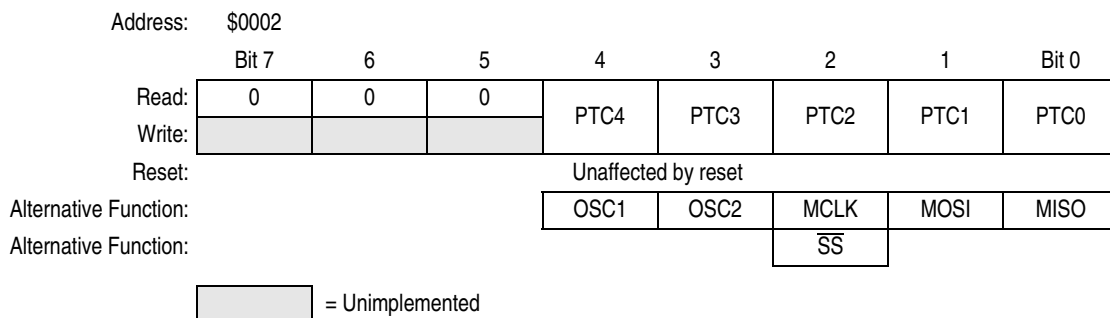 Address: $0002
Bit 7 6 5 4 3 2 1 Bit 0
Read: 0 0 0 PTC4 PTC3 PTC2 PTC1 PTC0
Write:
Reset: Unaffected by reset
Alternative Function: OSC1 OSC2 MCLK MOSI MISO
Alternative Function: S̅S̅
= Unimplemented